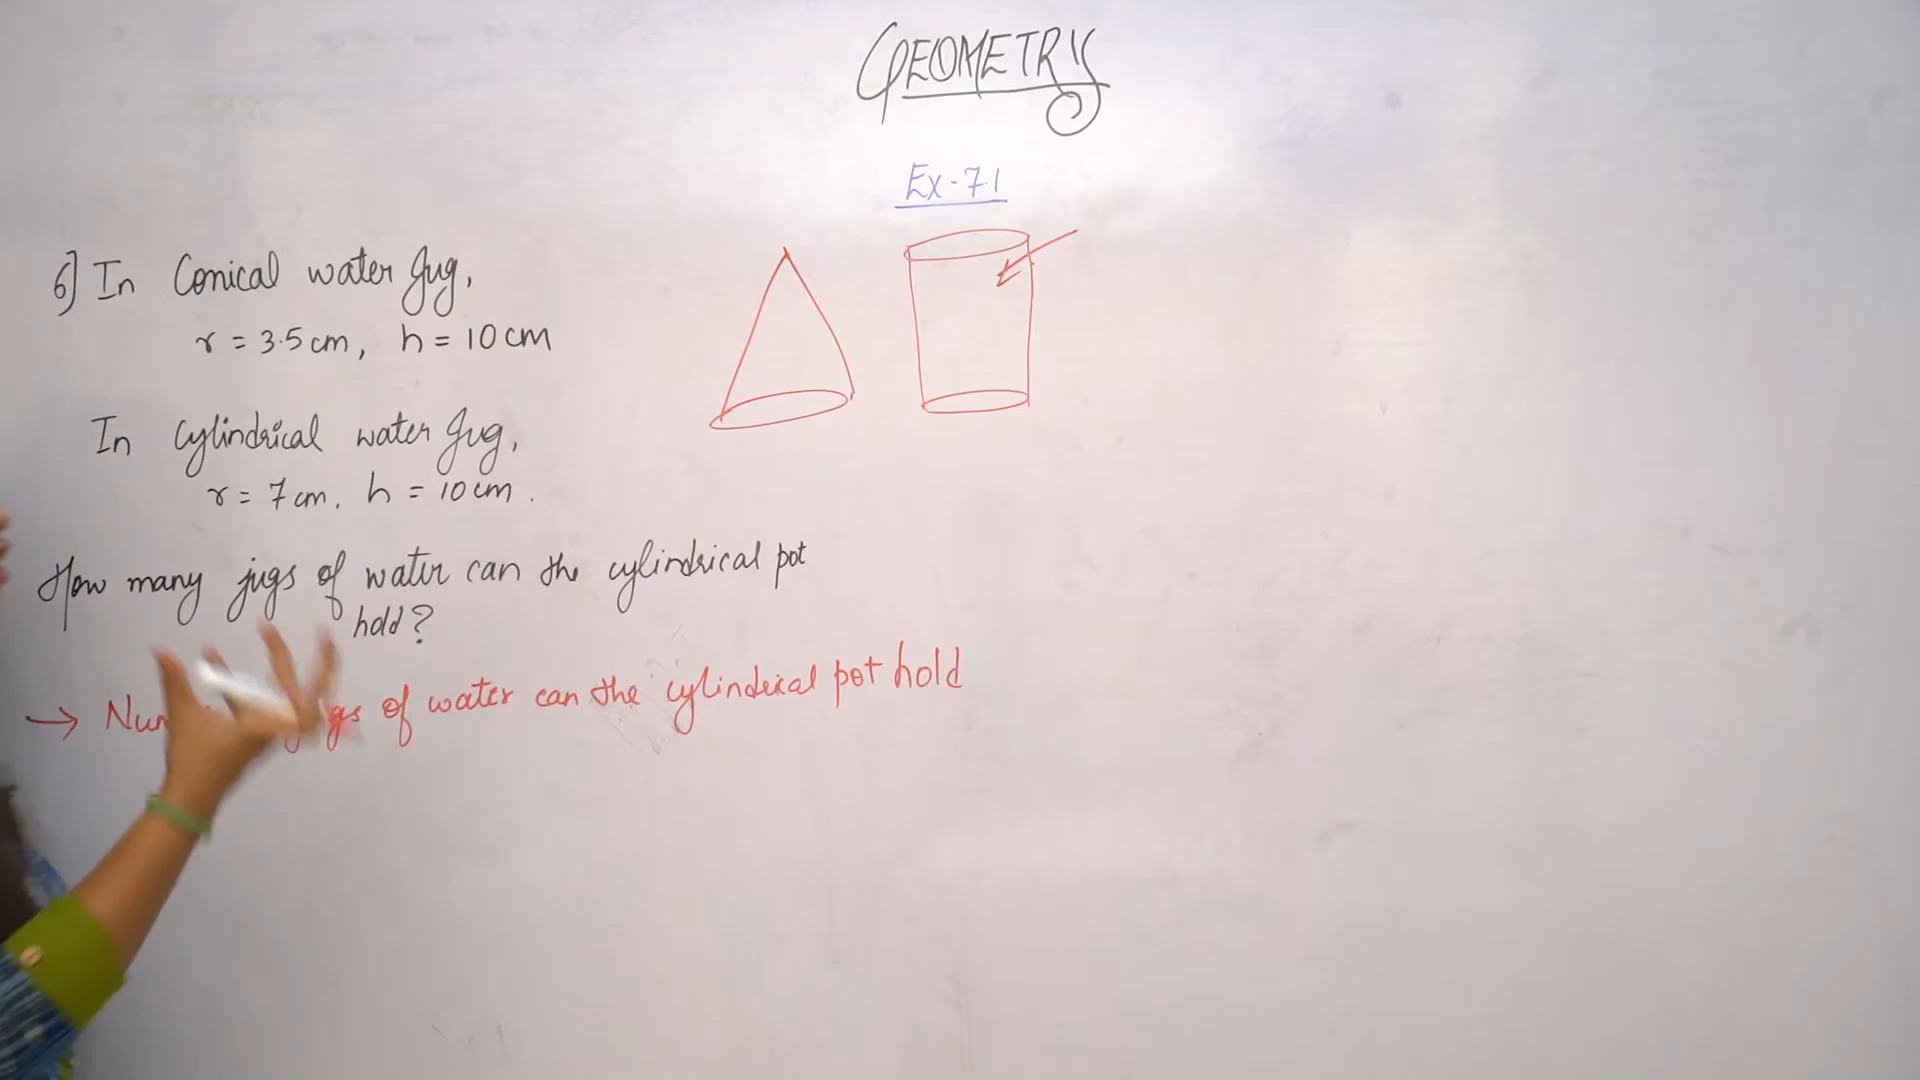 GEOMETRY
Ex-7.1
6] In Conical water Jug,
r = 3.5 cm, h = 10 cm
In Cylindrical water Jug,
r = 7 cm, h = 10 cm.
How many jugs of water can the cylindrical pot
hold?
→ of water can the cylindrical pot hold